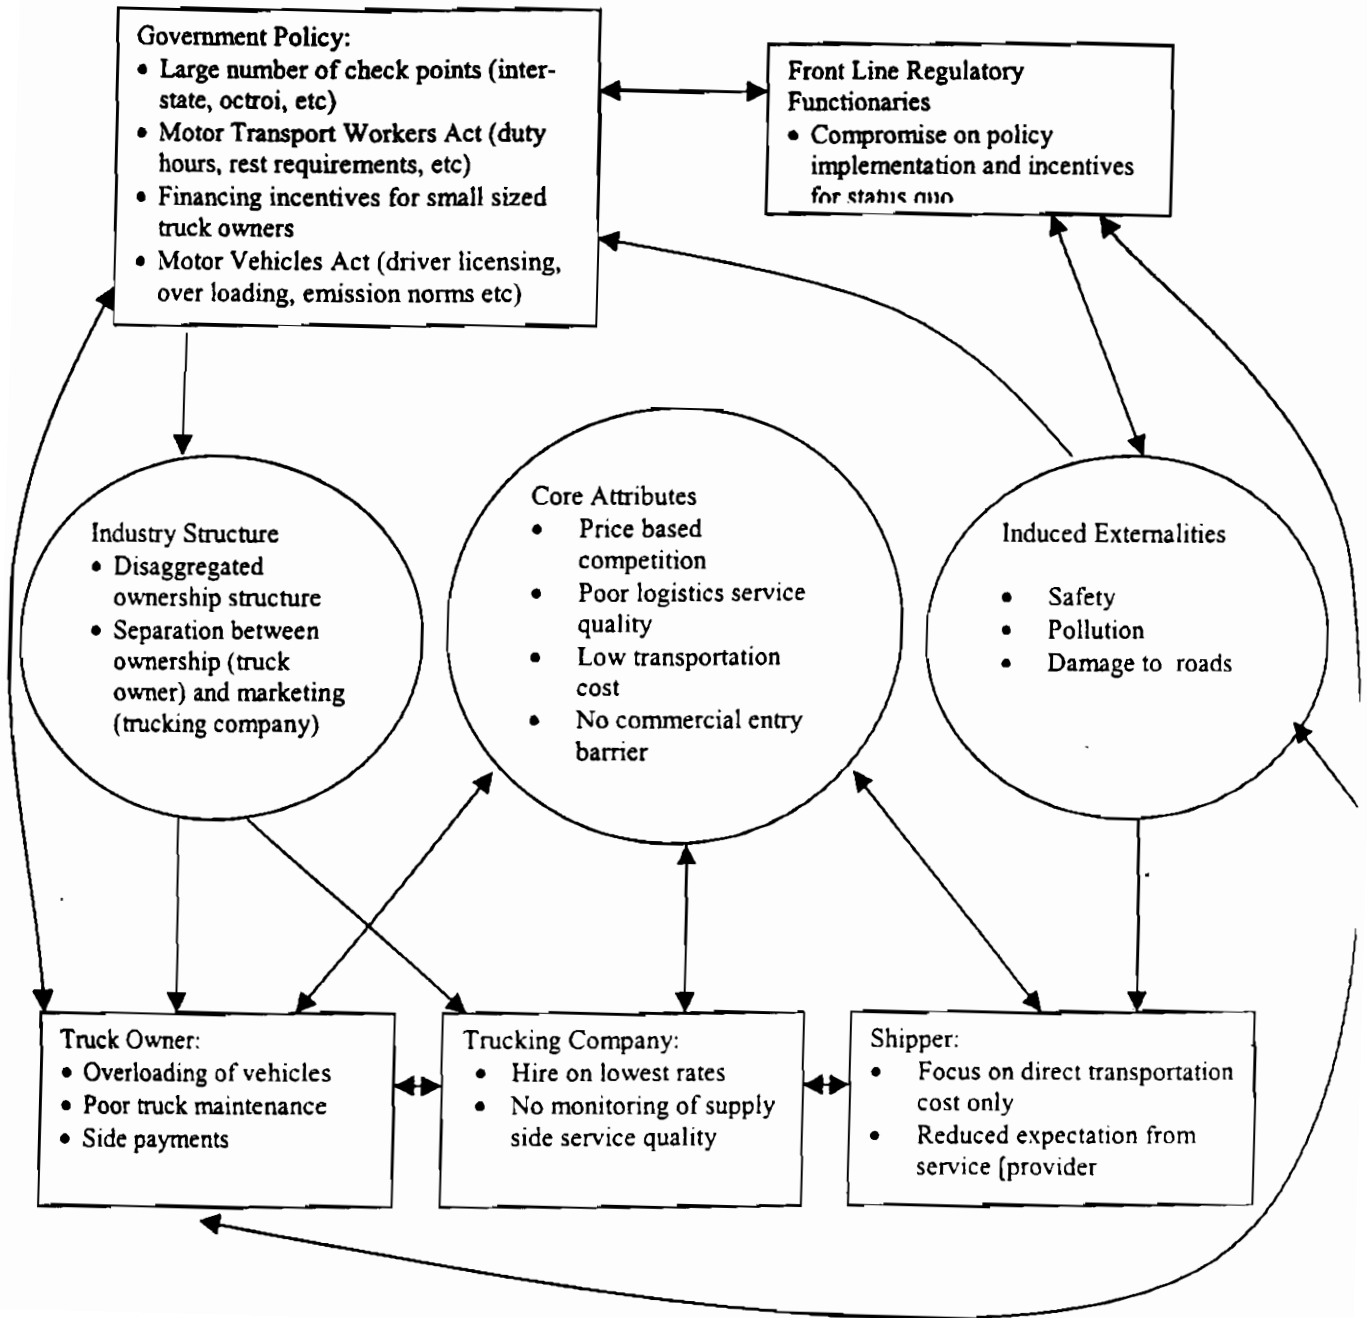 Government Policy:
• Large number of check points (inter-
state, octroi, etc)
• Motor Transport Workers Act (duty
hours, rest requirements, etc)
• Financing incentives for small sized
truck owners
• Motor Vehicles Act (driver licensing,
over loading, emission norms etc)
Front Line Regulatory
Functionaries
• Compromise on policy
implementation and incentives
for status quo
Industry Structure
• Disaggregated
ownership structure
• Separation between
ownership (truck
owner) and marketing
(trucking company)
Core Attributes
• Price based
competition
• Poor logistics service
quality
• Low transportation
cost
• No commercial entry
barrier
Induced Externalities
• Safety
• Pollution
• Damage to roads
Truck Owner:
• Overloading of vehicles
• Poor truck maintenance
• Side payments
Trucking Company:
• Hire on lowest rates
• No monitoring of supply
side service quality
Shipper:
• Focus on direct transportation
cost only
• Reduced expectation from
service [provider